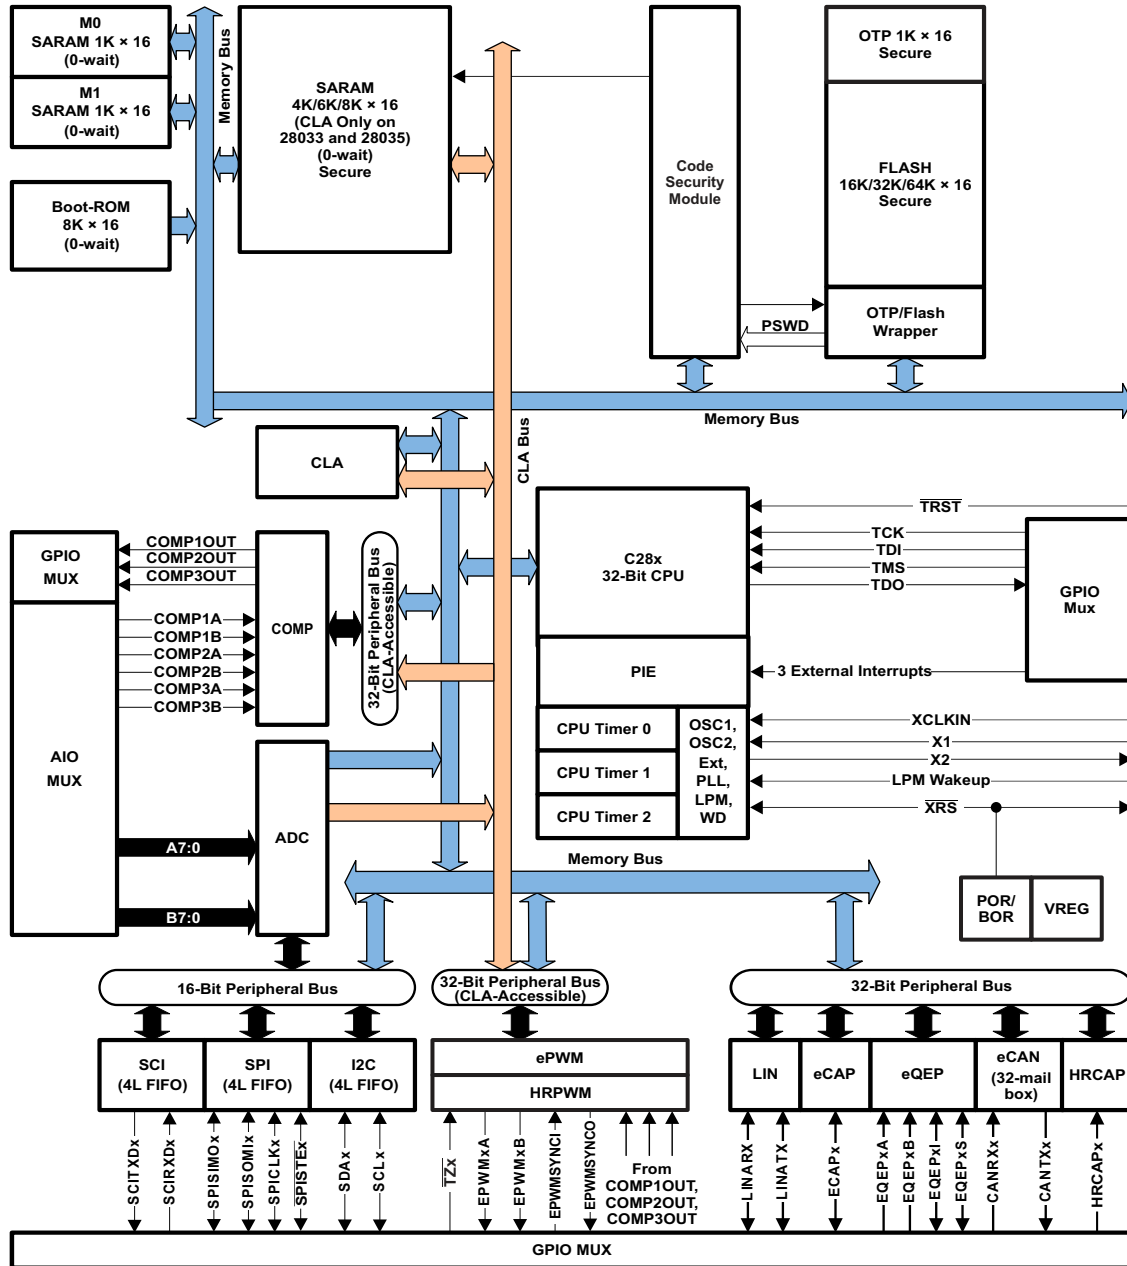 M0
SARAM 1K × 16
(0-wait)
M1
SARAM 1K × 16
(0-wait)
Boot-ROM
8K × 16
(0-wait)
Memory Bus
SARAM
4K/6K/8K × 16
(CLA Only on
28033 and 28035)
(0-wait)
Secure
Code
Security
Module
OTP 1K × 16
Secure
FLASH
16K/32K/64K × 16
Secure
OTP/Flash
Wrapper
PSWD
Memory Bus
CLA Bus
CLA
GPIO
MUX
COMP1OUT
COMP2OUT
COMP3OUT
AIO
MUX
COMP1A
COMP1B
COMP2A
COMP2B
COMP3A
COMP3B
COMP
32-Bit Peripheral Bus
(CLA-Accessible)
A7:0
B7:0
ADC
C28x
32-Bit CPU
PIE
CPU Timer 0
CPU Timer 1
CPU Timer 2
OSC1,
OSC2,
Ext,
PLL,
LPM,
WD
TRST
TCK
TDI
TMS
TDO
GPIO
Mux
3 External Interrupts
XCLKIN
X1
X2
LPM Wakeup
XRS
POR/
BOR
VREG
Memory Bus
16-Bit Peripheral Bus
32-Bit Peripheral Bus
(CLA-Accessible)
32-Bit Peripheral Bus
SCI
(4L FIFO)
SPI
(4L FIFO)
I2C
(4L FIFO)
ePWM
HRPWM
LIN
eCAP
eQEP
eCAN
(32-mail
box)
HRCAP
SCITXDx
SCIRXDx
SPISIMOx
SPISOMIx
SPICLKx
SPISTEx
SDAx
SCLx
TZx
EPWMxA
EPWMxB
EPWMSYNCI
EPWMSYNCO
From
COMP1OUT,
COMP2OUT,
COMP3OUT
LINARX
LINATX
ECAPx
EQEPxA
EQEPxB
EQEPxI
EQEPxS
CANRXx
CANTXx
HRCAPx
GPIO MUX